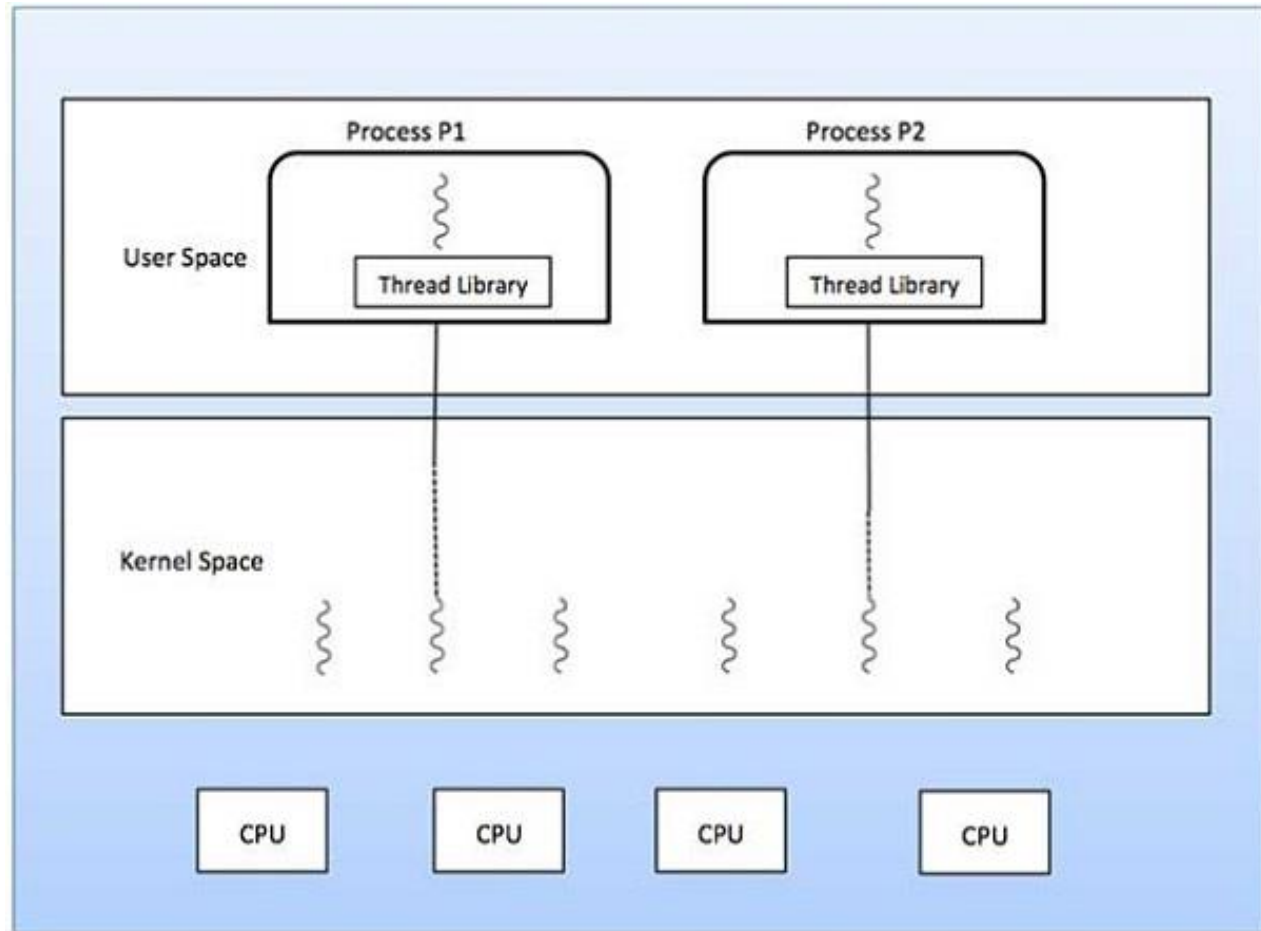 Process P1
Process P2
User Space
Thread Library
Thread Library
Kernel Space
CPU
CPU
CPU
CPU